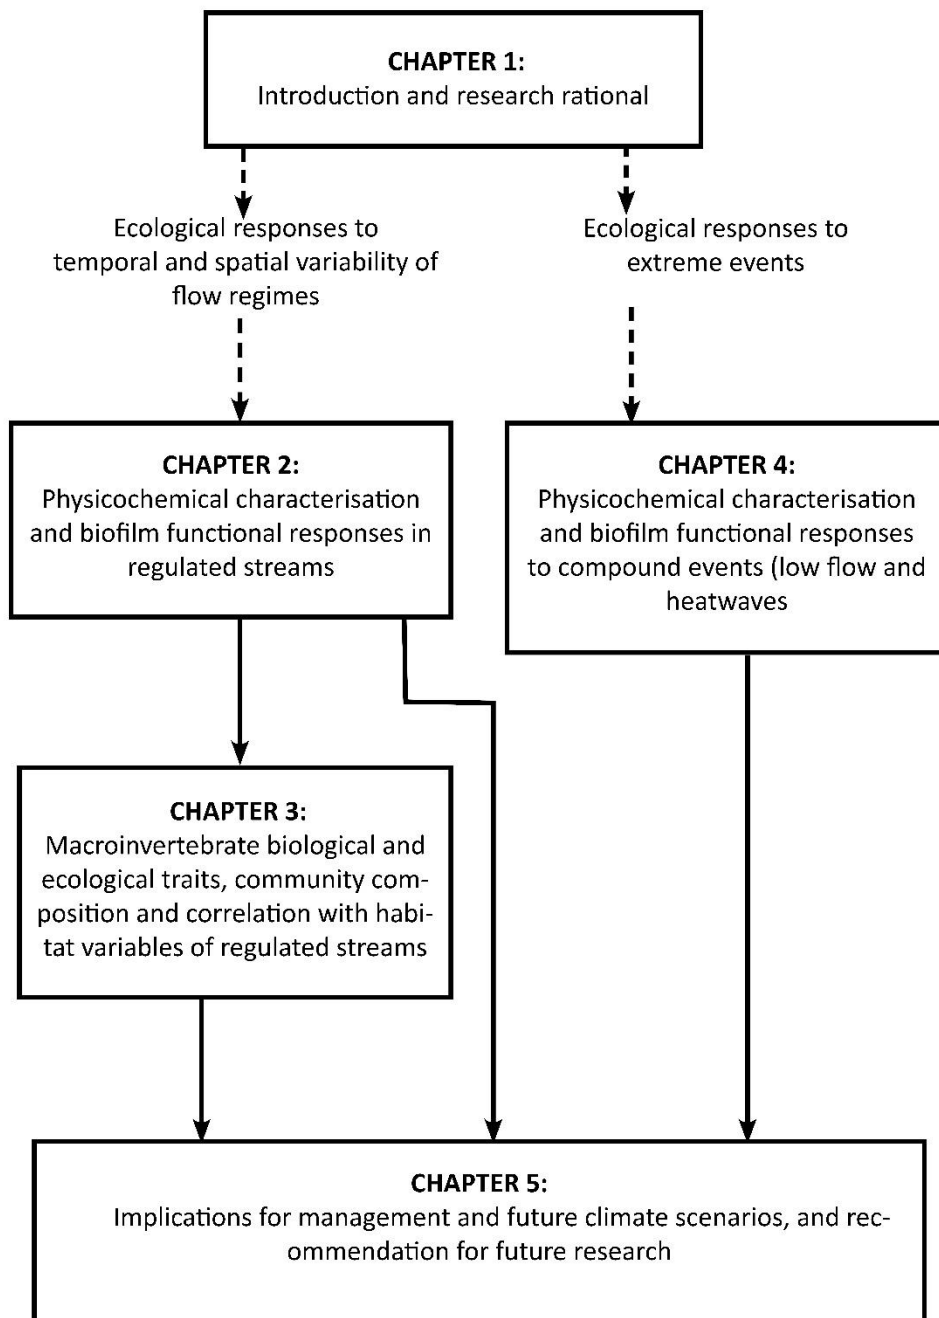 CHAPTER 1:
Introduction and research rational
Ecological responses to
temporal and spatial variability of
flow regimes
Ecological responses to
extreme events
CHAPTER 2:
Physicochemical characterisation
and biofilm functional responses in
regulated streams
CHAPTER 4:
Physicochemical characterisation
and biofilm functional responses
to compound events (low flow and
heatwaves
CHAPTER 3:
Macroinvertebrate biological and
ecological traits, community com-
position and correlation with habi-
tat variables of regulated streams
CHAPTER 5:
Implications for management and future climate scenarios, and rec-
ommendation for future research